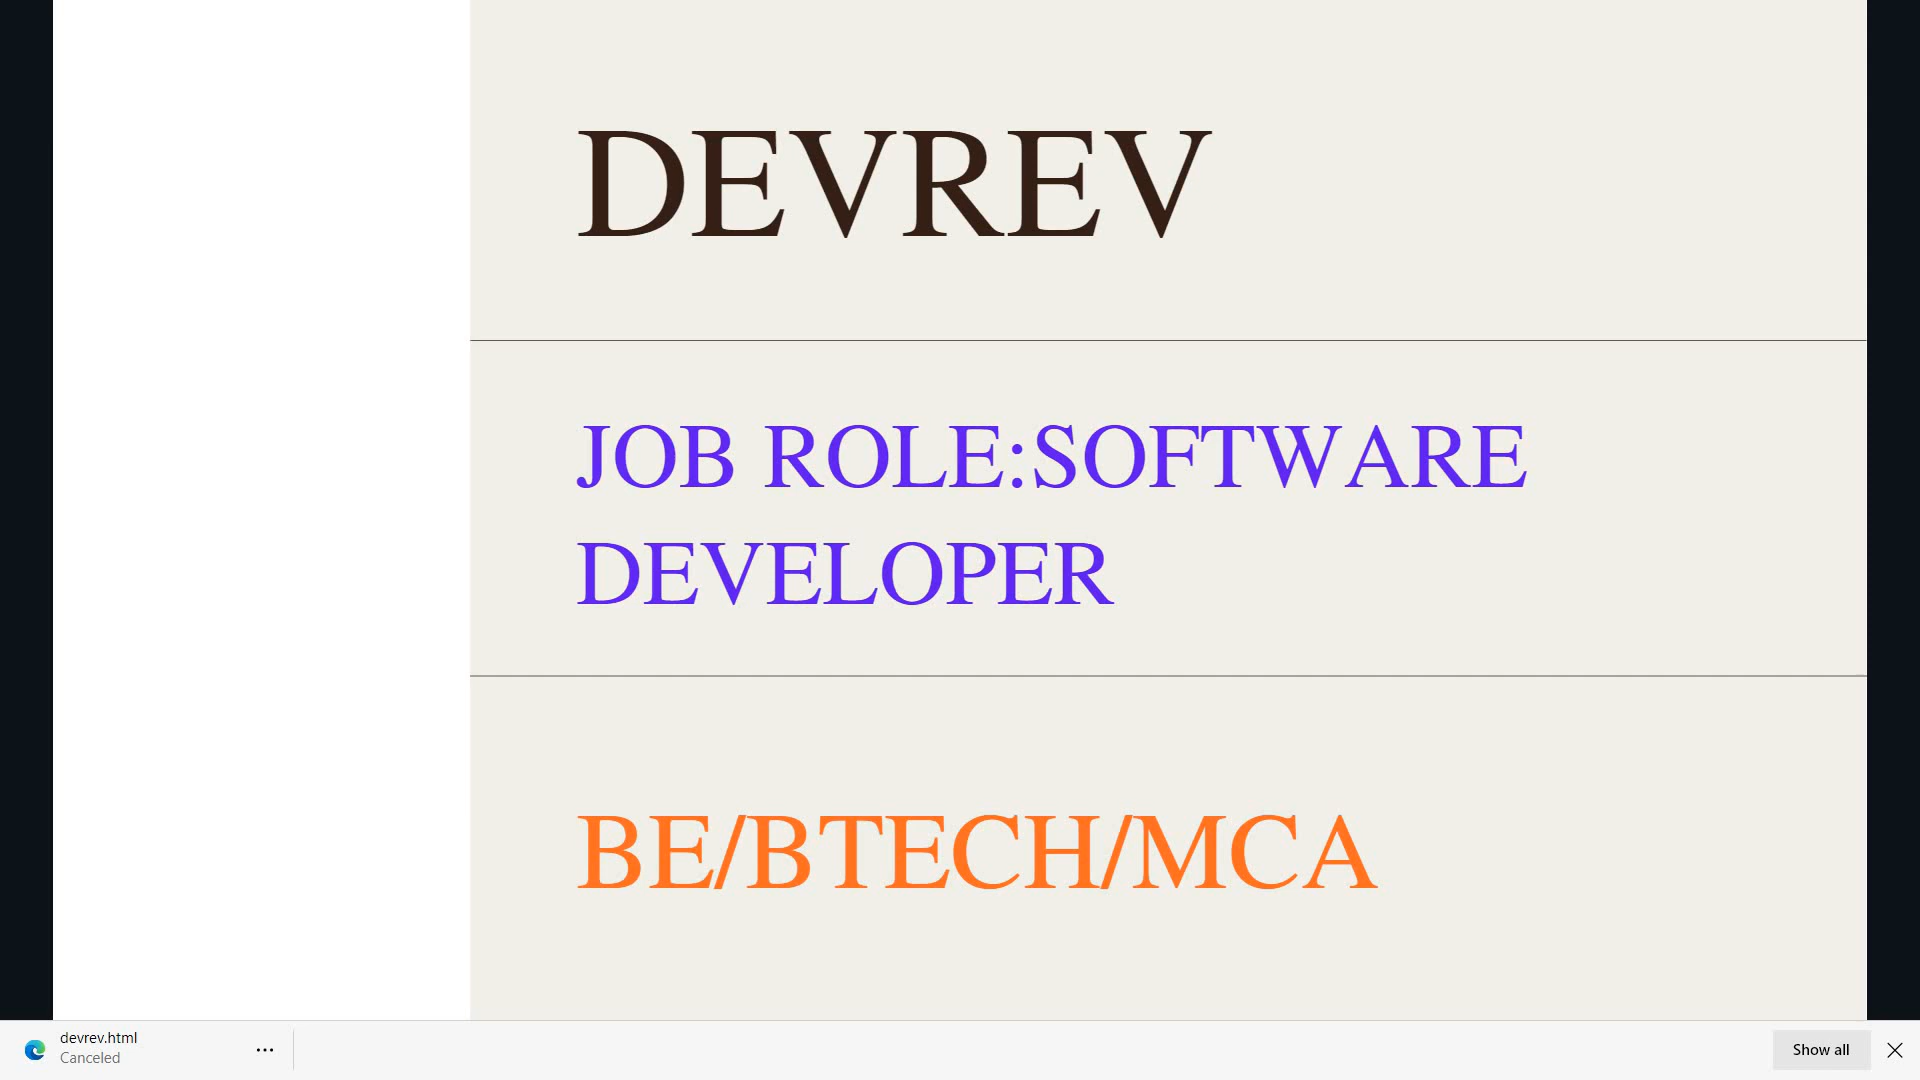 DEVREV
JOB ROLE:SOFTWARE
DEVELOPER
BE/BTECH/MCA
devrev.html
Canceled
Show all